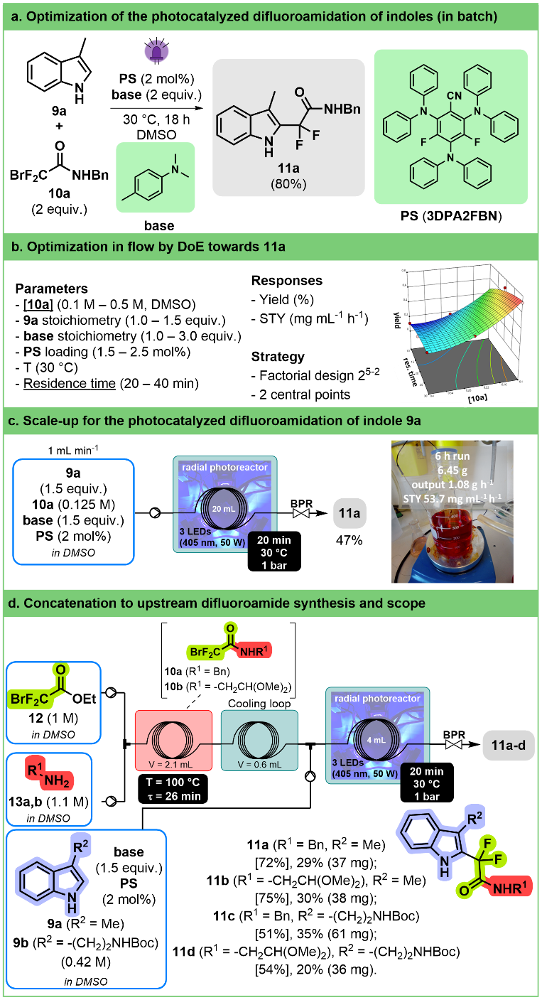 a. Optimization of the photocatalyzed difluoroamidation of indoles (in batch)
N
H
9a
+
BrF₂C
O
NHBn
10a
(2 equiv.)
PS (2 mol%)
base (2 equiv.)
30 °C, 18 h
DMSO
N
base
O
NHBn
N
H
F
F
11a
(80%)
CN
N
N
F
F
N
PS (3DPA2FBN)
b. Optimization in flow by DoE towards 11a
Parameters
- [10a] (0.1 M – 0.5 M, DMSO)
- 9a stoichiometry (1.0 – 1.5 equiv.)
- base stoichiometry (1.0 – 3.0 equiv.)
- PS loading (1.5 – 2.5 mol%)
- T (30 °C)
- Residence time (20 – 40 min)
Responses
- Yield (%)
- STY (mg mL⁻¹ h⁻¹)
Strategy
- Factorial design 2⁵⁻²
- 2 central points
yield
res. time
[10a]
c. Scale-up for the photocatalyzed difluoroamidation of indole 9a
1 mL min⁻¹
9a
(1.5 equiv.)
10a (0.125 M)
base (1.5 equiv.)
PS (2 mol%)
in DMSO
radial photoreactor
20 mL
3 LEDs
(405 nm, 50 W)
20 min
30 °C
1 bar
BPR
11a
47%
6 h run
6.45 g
output 1.08 g h⁻¹
STY 53.7 mg mL⁻¹ h⁻¹
d. Concatenation to upstream difluoroamide synthesis and scope
O
BrF₂C
NHR¹
10a (R¹ = Bn)
10b (R¹ = -CH₂CH(OMe)₂)
O
BrF₂C
OEt
12 (1 M)
in DMSO
R¹
NH₂
13a,b (1.1 M)
in DMSO
V = 2.1 mL
T = 100 °C
τ = 26 min
Cooling loop
V = 0.6 mL
radial photoreactor
4 mL
3 LEDs
(405 nm, 50 W)
20 min
30 °C
1 bar
BPR
11a-d
R²
N
H
base
(1.5 equiv.)
PS
(2 mol%)
9a (R² = Me)
9b (R² = -(CH₂)₂NHBoc)
(0.42 M)
in DMSO
11a (R¹ = Bn, R² = Me)
[72%], 29% (37 mg);
11b (R¹ = -CH₂CH(OMe)₂), R² = Me)
[75%], 30% (38 mg);
11c (R¹ = Bn, R² = -(CH₂)₂NHBoc)
[51%], 35% (61 mg);
11d (R¹ = -CH₂CH(OMe)₂), R² = -(CH₂)₂NHBoc)
[54%], 20% (36 mg).
R²
N
H
F
F
O
NHR¹